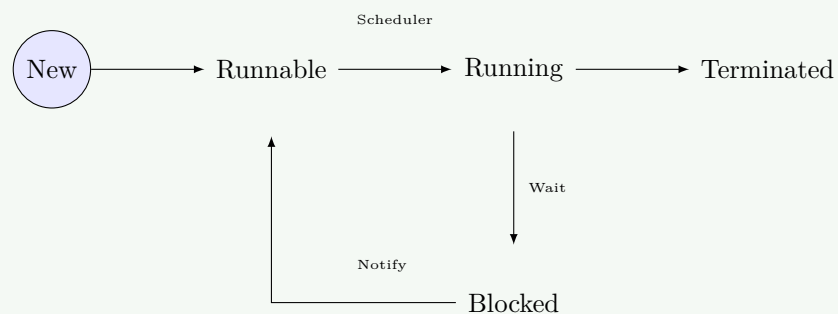 Scheduler
New
Runnable
Running
Terminated
Wait
Notify
Blocked